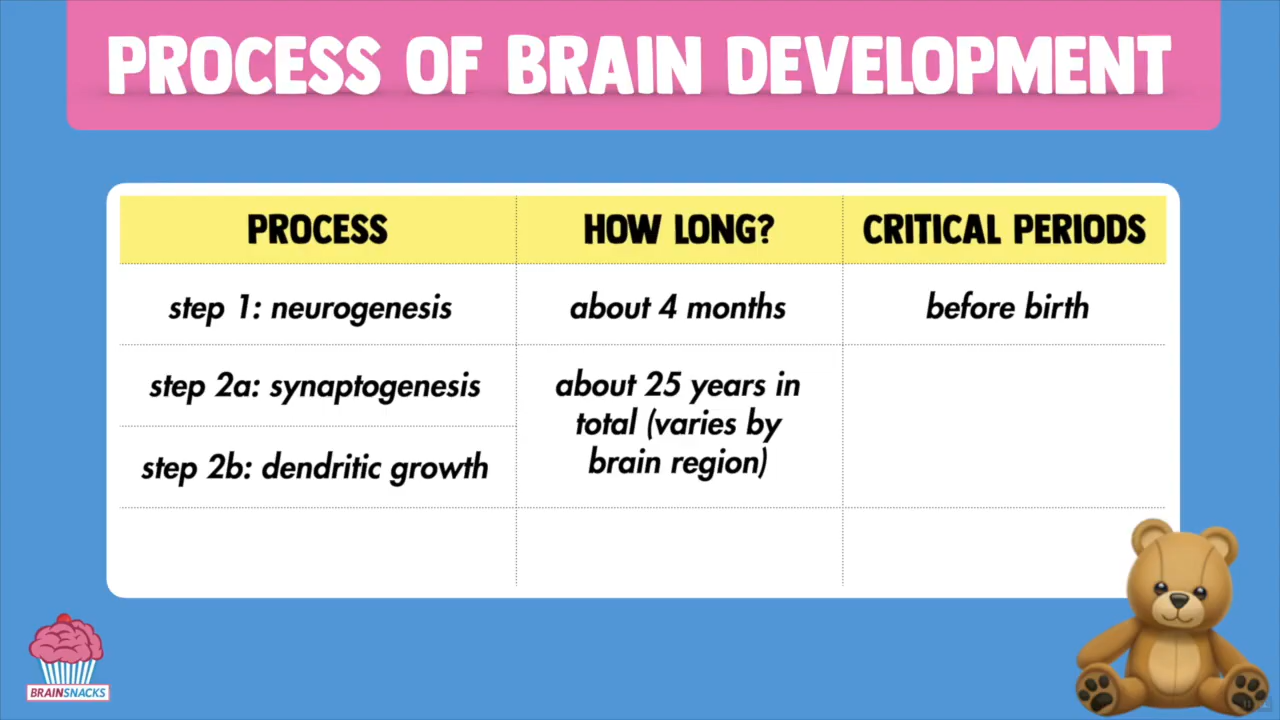 PROCESS OF BRAIN DEVELOPMENT
PROCESS
HOW LONG?
CRITICAL PERIODS
step 1: neurogenesis
about 4 months
before birth
step 2a: synaptogenesis
about 25 years in
total (varies by
brain region)
step 2b: dendritic growth
BRAINSNACKS